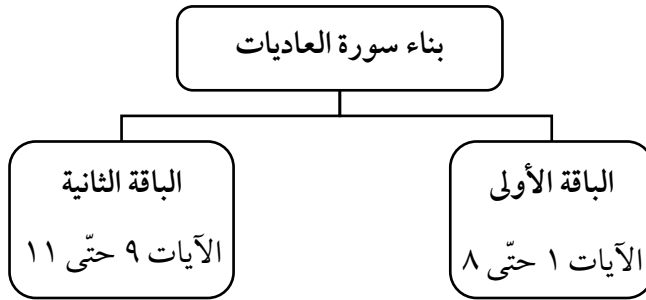 بناء سورة العاديات
الباقة الأولى
الآيات ١ حتّى ٨
الباقة الثانية
الآيات ٩ حتّى ١١